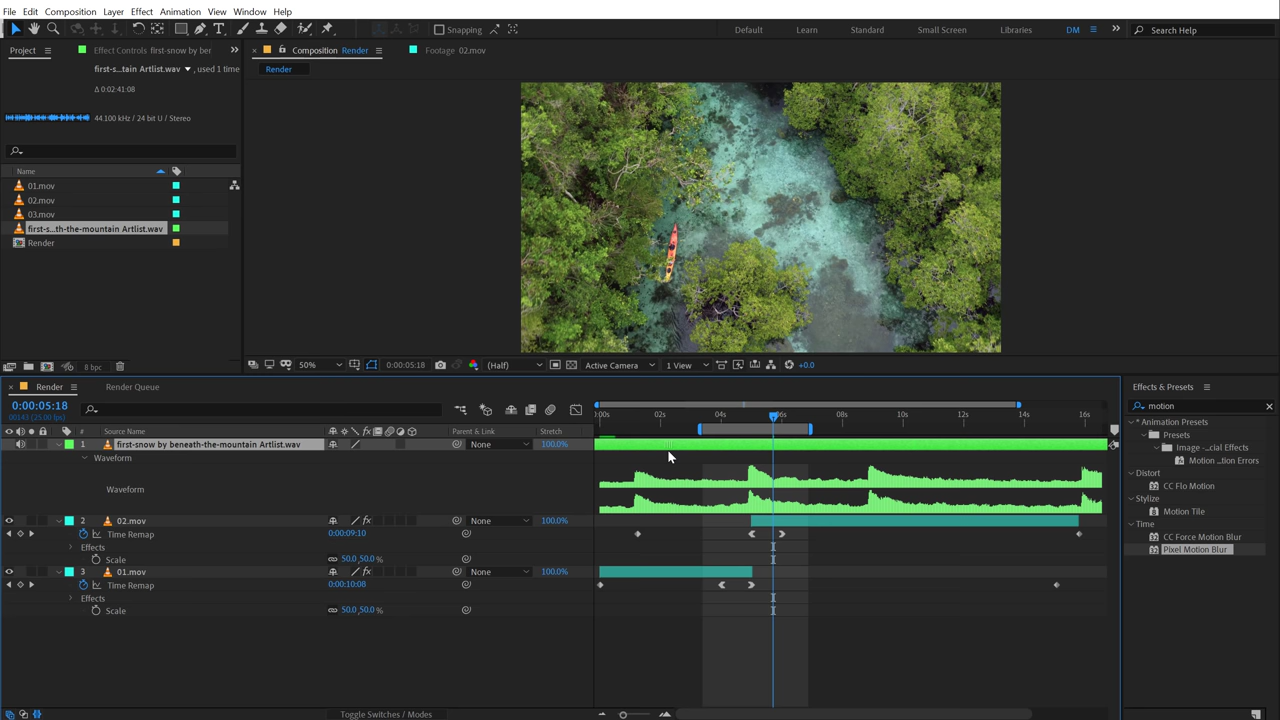 File Edit Composition Layer Effect Animation View Window Help
Snapping
Default Learn Standard Small Screen Libraries DM Search Help
Project Effect Controls first-snow by ber
Composition Render Footage 02.mov
Render
first-s...tain Artlist.wav , used 1 time
Δ 0:02:41:08
44.100 kHz / 24 bit U / Stereo
Name
01.mov
02.mov
03.mov
first-s...th-the-mountain Artlist.wav
Render
8 bpc
50% 0:00:05:18 (Half) Active Camera 1 View +0.0
Render Render Queue
0:00:05:18
00143 (25.00 fps)
:00s 02s 04s 06s 08s 10s 12s 14s 16s
# Source Name Parent & Link Stretch
1 first-snow by beneath-the-mountain Artlist.wav None 100.0%
Waveform
Waveform
2 02.mov None 100.0%
Time Remap 0:00:09:10
Effects
Scale 50.0,50.0 %
3 01.mov None 100.0%
Time Remap 0:00:10:08
Effects
Scale 50.0,50.0 %
Toggle Switches / Modes
Effects & Presets
motion
* Animation Presets
Presets
Image -...cial Effects
Motion ...tion Errors
Distort
CC Flo Motion
Stylize
Motion Tile
Time
CC Force Motion Blur
Pixel Motion Blur